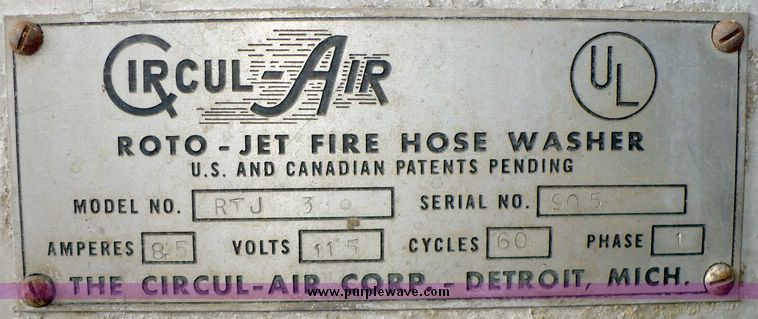 CIRCUL-AIR
UL
ROTO-JET FIRE HOSE WASHER
U.S. AND CANADIAN PATENTS PENDING
MODEL NO. RTJ 30 SERIAL NO. 905
AMPERES 8.5 VOLTS 115 CYCLES 60 PHASE 1
THE CIRCUL-AIR CORP. - DETROIT, MICH.
www.purplewave.com